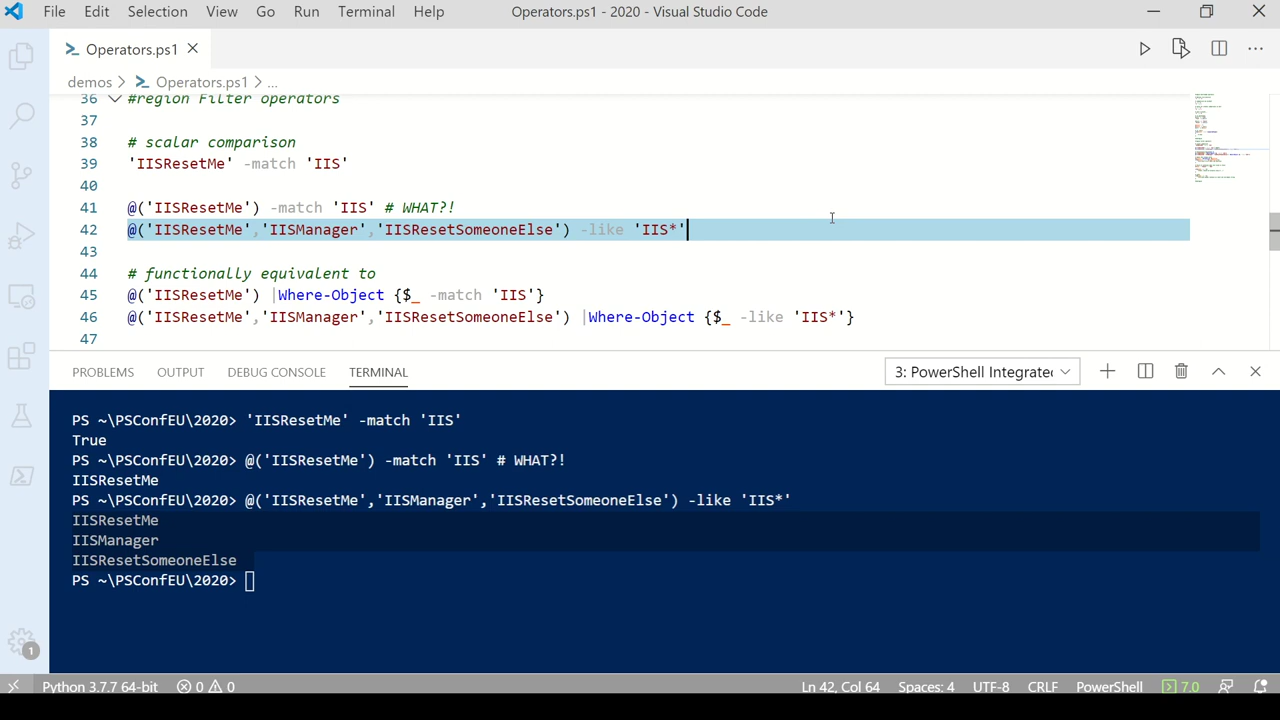 File Edit Selection View Go Run Terminal Help Operators.ps1 - 2020 - Visual Studio Code
Operators.ps1
demos > Operators.ps1 > ...
36 #region Filter operators
37
38 # scalar comparison
39 'IISResetMe' -match 'IIS'
40
41 @('IISResetMe') -match 'IIS' # WHAT?!
42 @('IISResetMe','IISManager','IISResetSomeoneElse') -like 'IIS*'
43
44 # functionally equivalent to
45 @('IISResetMe') |Where-Object {$_ -match 'IIS'}
46 @('IISResetMe','IISManager','IISResetSomeoneElse') |Where-Object {$_ -like 'IIS*'}
47
PROBLEMS OUTPUT DEBUG CONSOLE TERMINAL 3: PowerShell Integrated
PS ~\PSConfEU\2020> 'IISResetMe' -match 'IIS'
True
PS ~\PSConfEU\2020> @('IISResetMe') -match 'IIS' # WHAT?!
IISResetMe
PS ~\PSConfEU\2020> @('IISResetMe','IISManager','IISResetSomeoneElse') -like 'IIS*'
IISResetMe
IISManager
IISResetSomeoneElse
PS ~\PSConfEU\2020>
1
Python 3.7.7 64-bit 0 0 Ln 42, Col 64 Spaces: 4 UTF-8 CRLF PowerShell 7.0